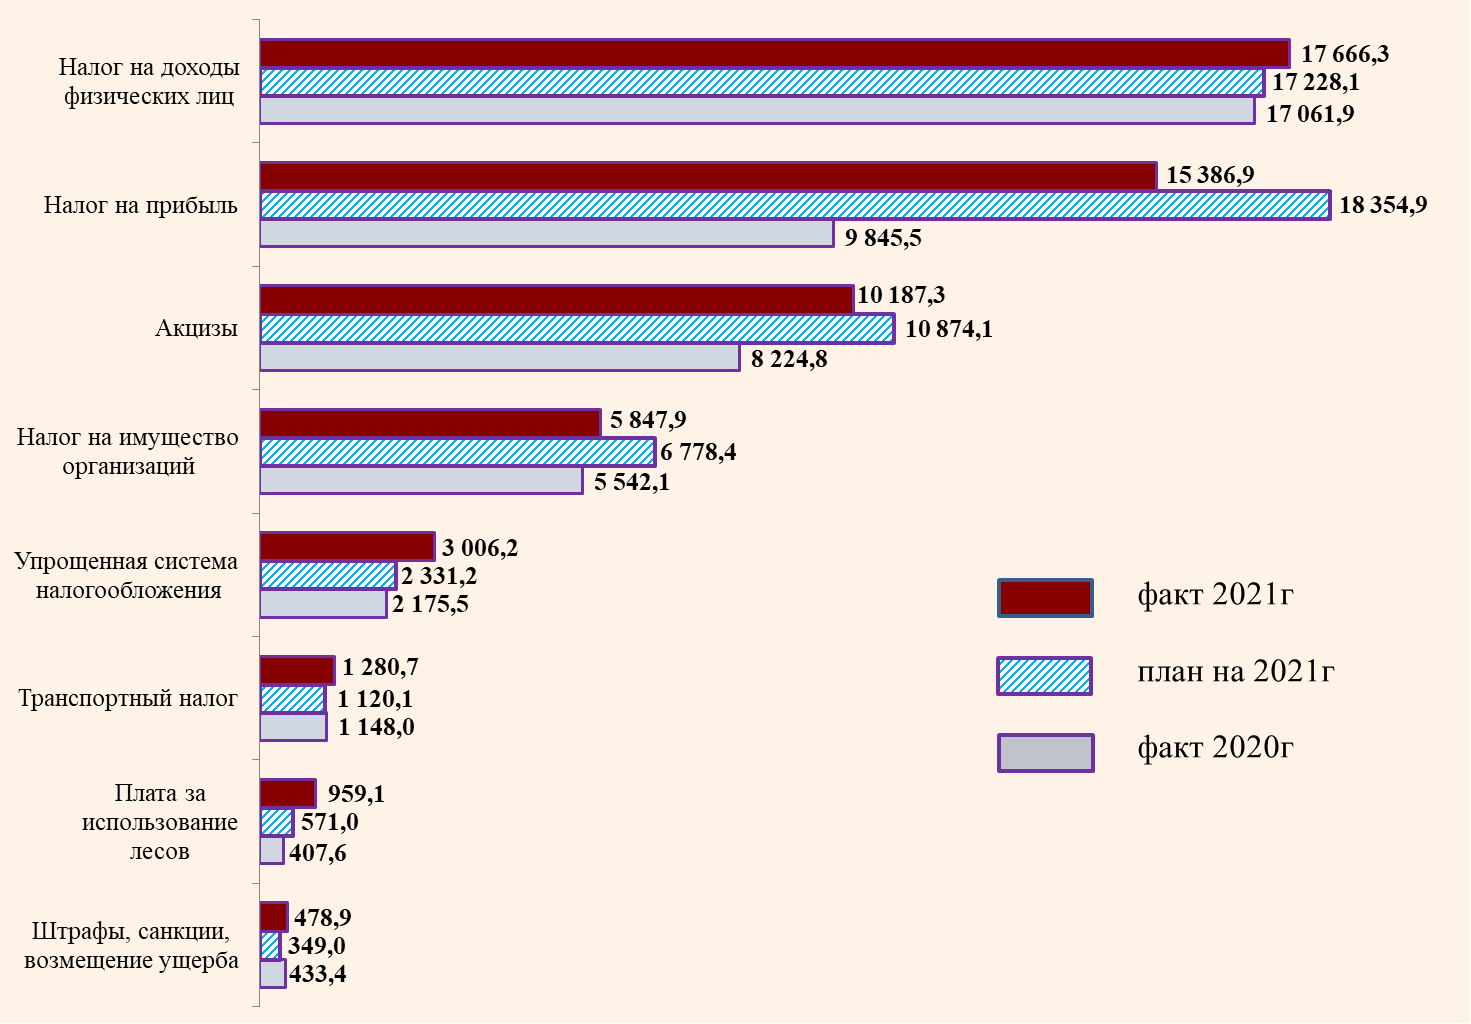 Налог на доходы
физических лиц
17 666,3
17 228,1
17 061,9
Налог на прибыль
15 386,9
18 354,9
9 845,5
Акцизы
10 187,3
10 874,1
8 224,8
Налог на имущество
организаций
5 847,9
6 778,4
5 542,1
Упрощенная система
налогообложения
3 006,2
2 331,2
2 175,5
Транспортный налог
1 280,7
1 120,1
1 148,0
Плата за
использование
лесов
959,1
571,0
407,6
Штрафы, санкции,
возмещение ущерба
478,9
349,0
433,4
факт 2021г
план на 2021г
факт 2020г